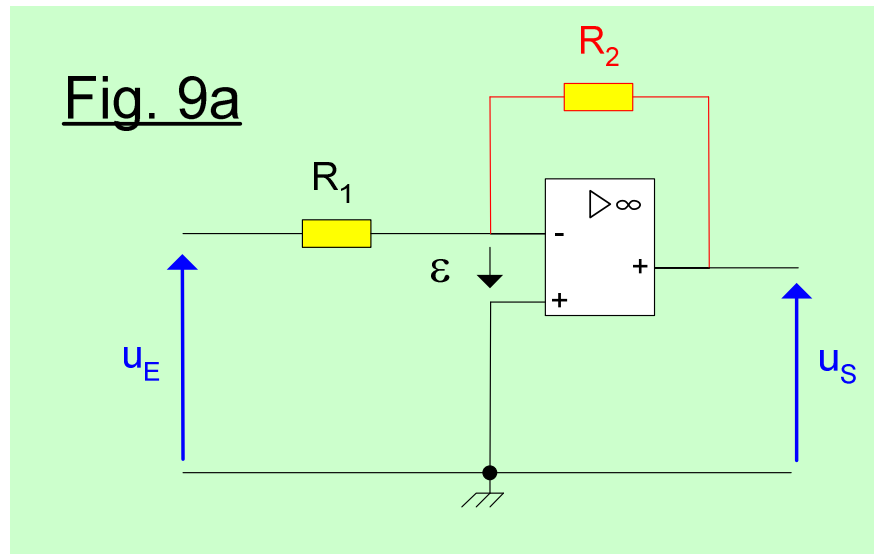 Fig. 9a
R2
R1
▷ ∞
-
ε
+
+
uE
uS